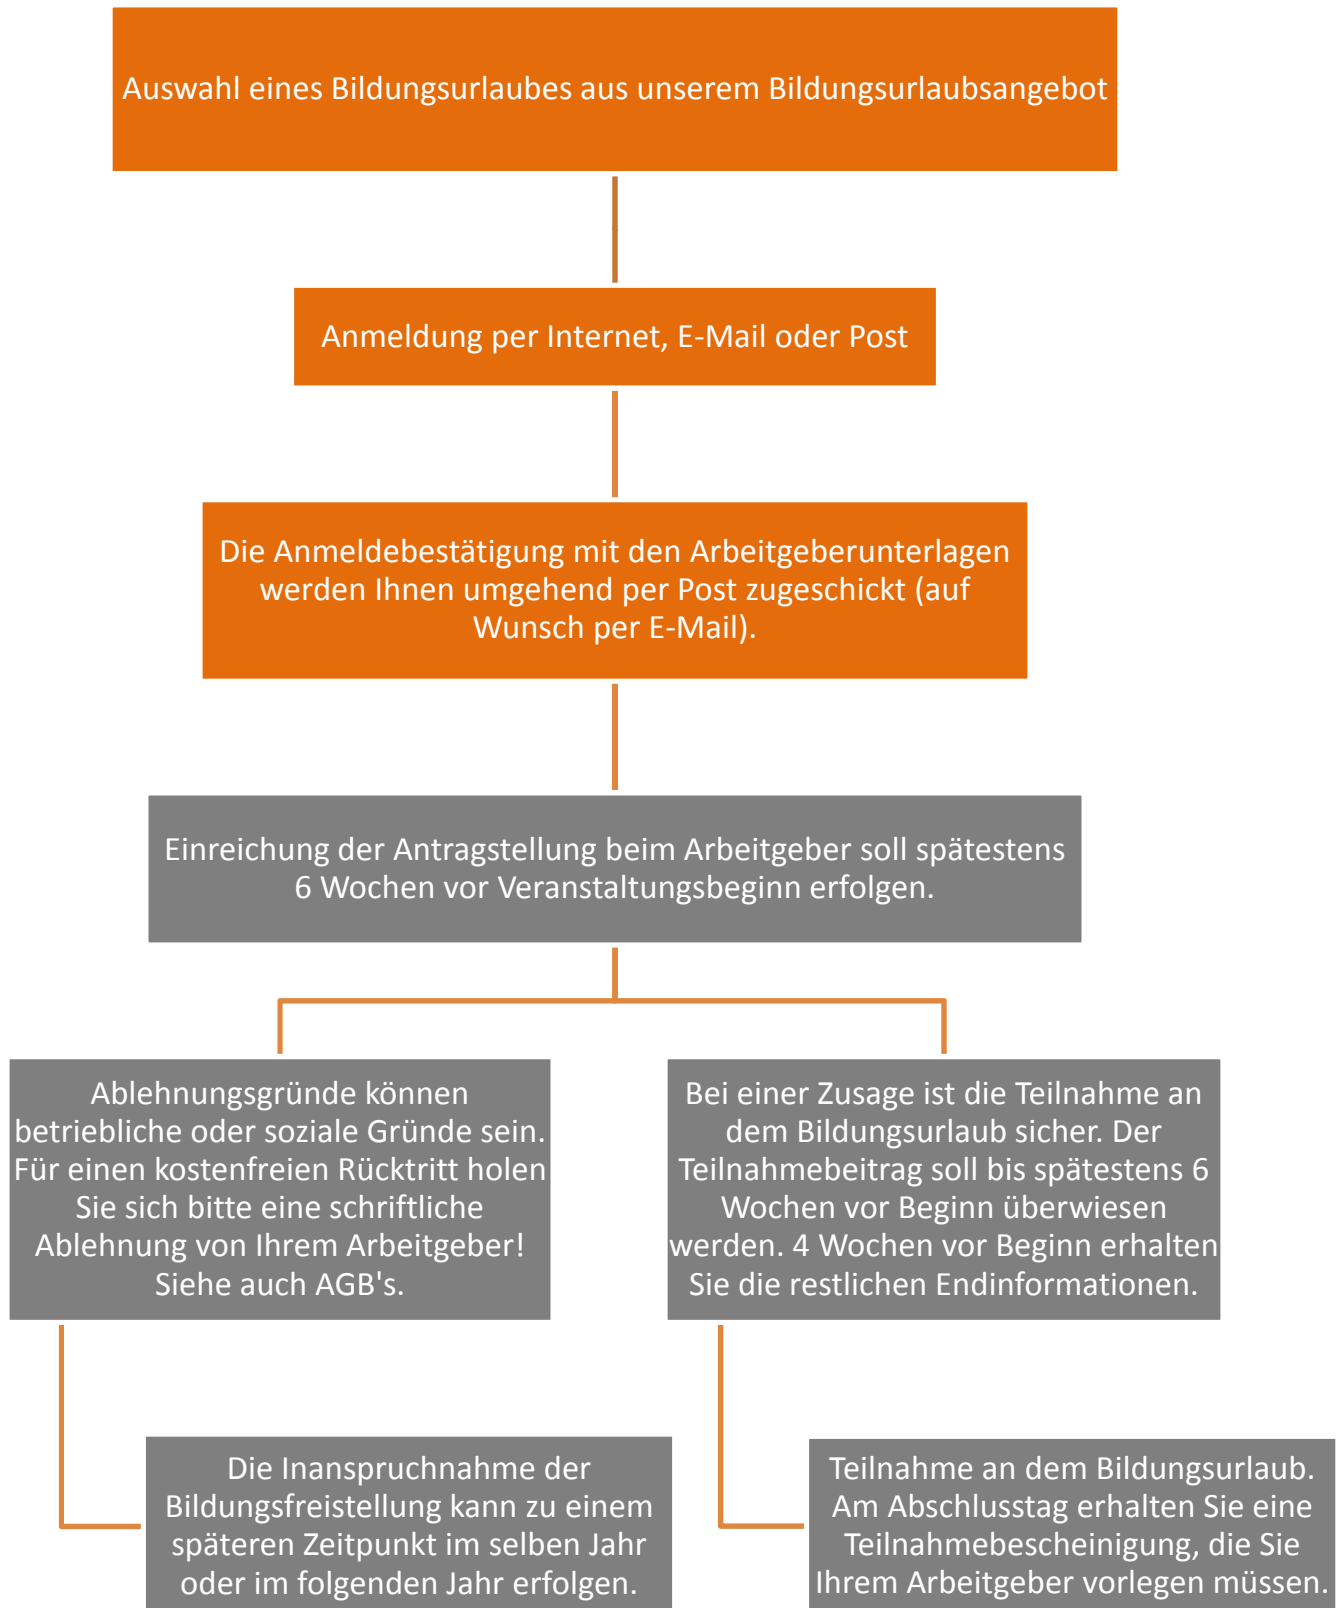 Auswahl eines Bildungsurlaubes aus unserem Bildungsurlaubsangebot
Anmeldung per Internet, E-Mail oder Post
Die Anmeldebestätigung mit den Arbeitgeberunterlagen
werden Ihnen umgehend per Post zugeschickt (auf
Wunsch per E-Mail).
Einreichung der Antragstellung beim Arbeitgeber soll spätestens
6 Wochen vor Veranstaltungsbeginn erfolgen.
Ablehnungsgründe können
betriebliche oder soziale Gründe sein.
Für einen kostenfreien Rücktritt holen
Sie sich bitte eine schriftliche
Ablehnung von Ihrem Arbeitgeber!
Siehe auch AGB's.
Bei einer Zusage ist die Teilnahme an
dem Bildungsurlaub sicher. Der
Teilnahmebeitrag soll bis spätestens 6
Wochen vor Beginn überwiesen
werden. 4 Wochen vor Beginn erhalten
Sie die restlichen Endinformationen.
Die Inanspruchnahme der
Bildungsfreistellung kann zu einem
späteren Zeitpunkt im selben Jahr
oder im folgenden Jahr erfolgen.
Teilnahme an dem Bildungsurlaub.
Am Abschlusstag erhalten Sie eine
Teilnahmebescheinigung, die Sie
Ihrem Arbeitgeber vorlegen müssen.